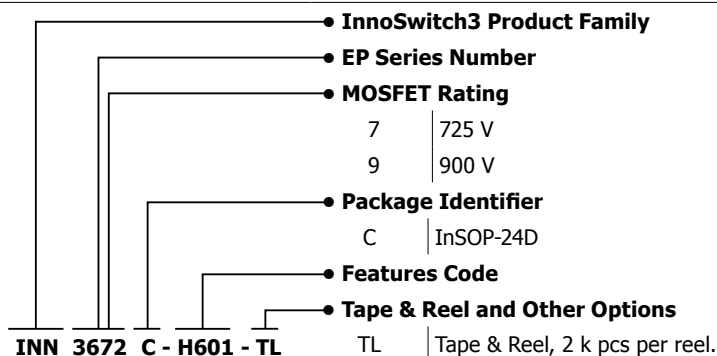 InnoSwitch3 Product Family
EP Series Number
MOSFET Rating
7 725 V
9 900 V
Package Identifier
C InSOP-24D
Features Code
Tape & Reel and Other Options
INN 3672 C - H601 - TL TL Tape & Reel, 2 k pcs per reel.